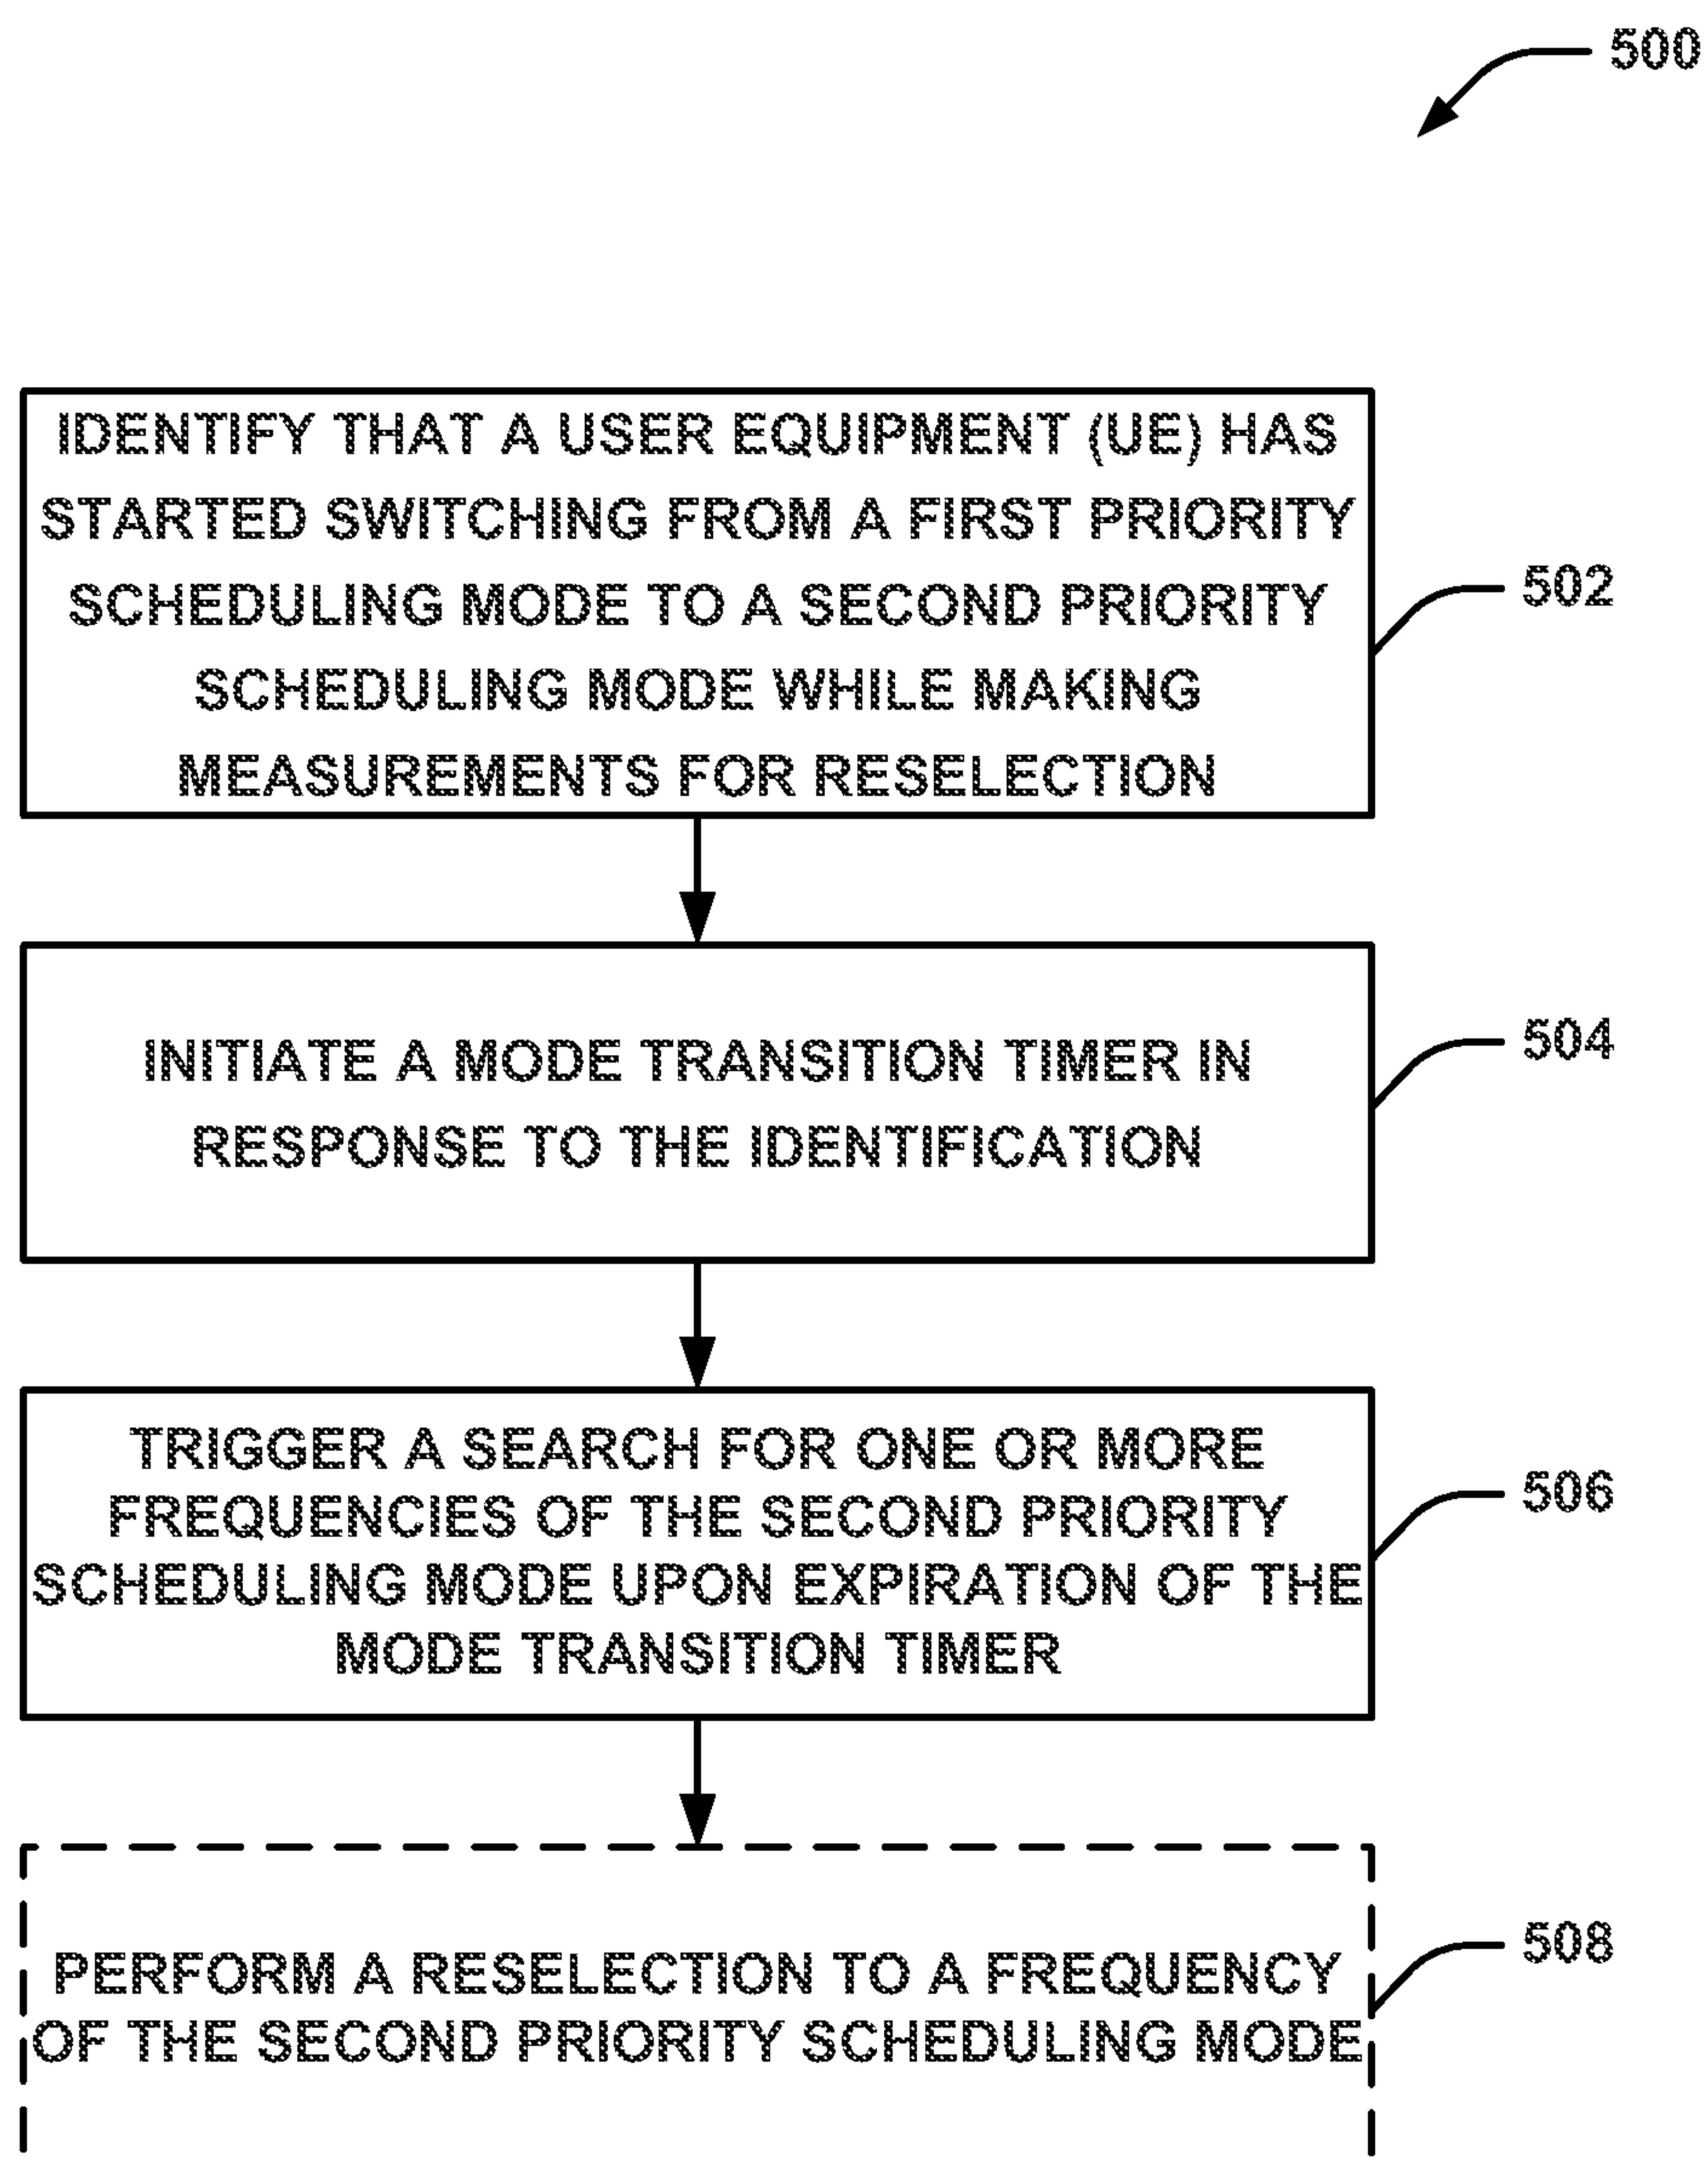 500
IDENTIFY THAT A USER EQUIPMENT (UE) HAS
STARTED SWITCHING FROM A FIRST PRIORITY
SCHEDULING MODE TO A SECOND PRIORITY
SCHEDULING MODE WHILE MAKING
MEASUREMENTS FOR RESELECTION
502
INITIATE A MODE TRANSITION TIMER IN
RESPONSE TO THE IDENTIFICATION
504
TRIGGER A SEARCH FOR ONE OR MORE
FREQUENCIES OF THE SECOND PRIORITY
SCHEDULING MODE UPON EXPIRATION OF THE
MODE TRANSITION TIMER
506
PERFORM A RESELECTION TO A FREQUENCY
OF THE SECOND PRIORITY SCHEDULING MODE
508